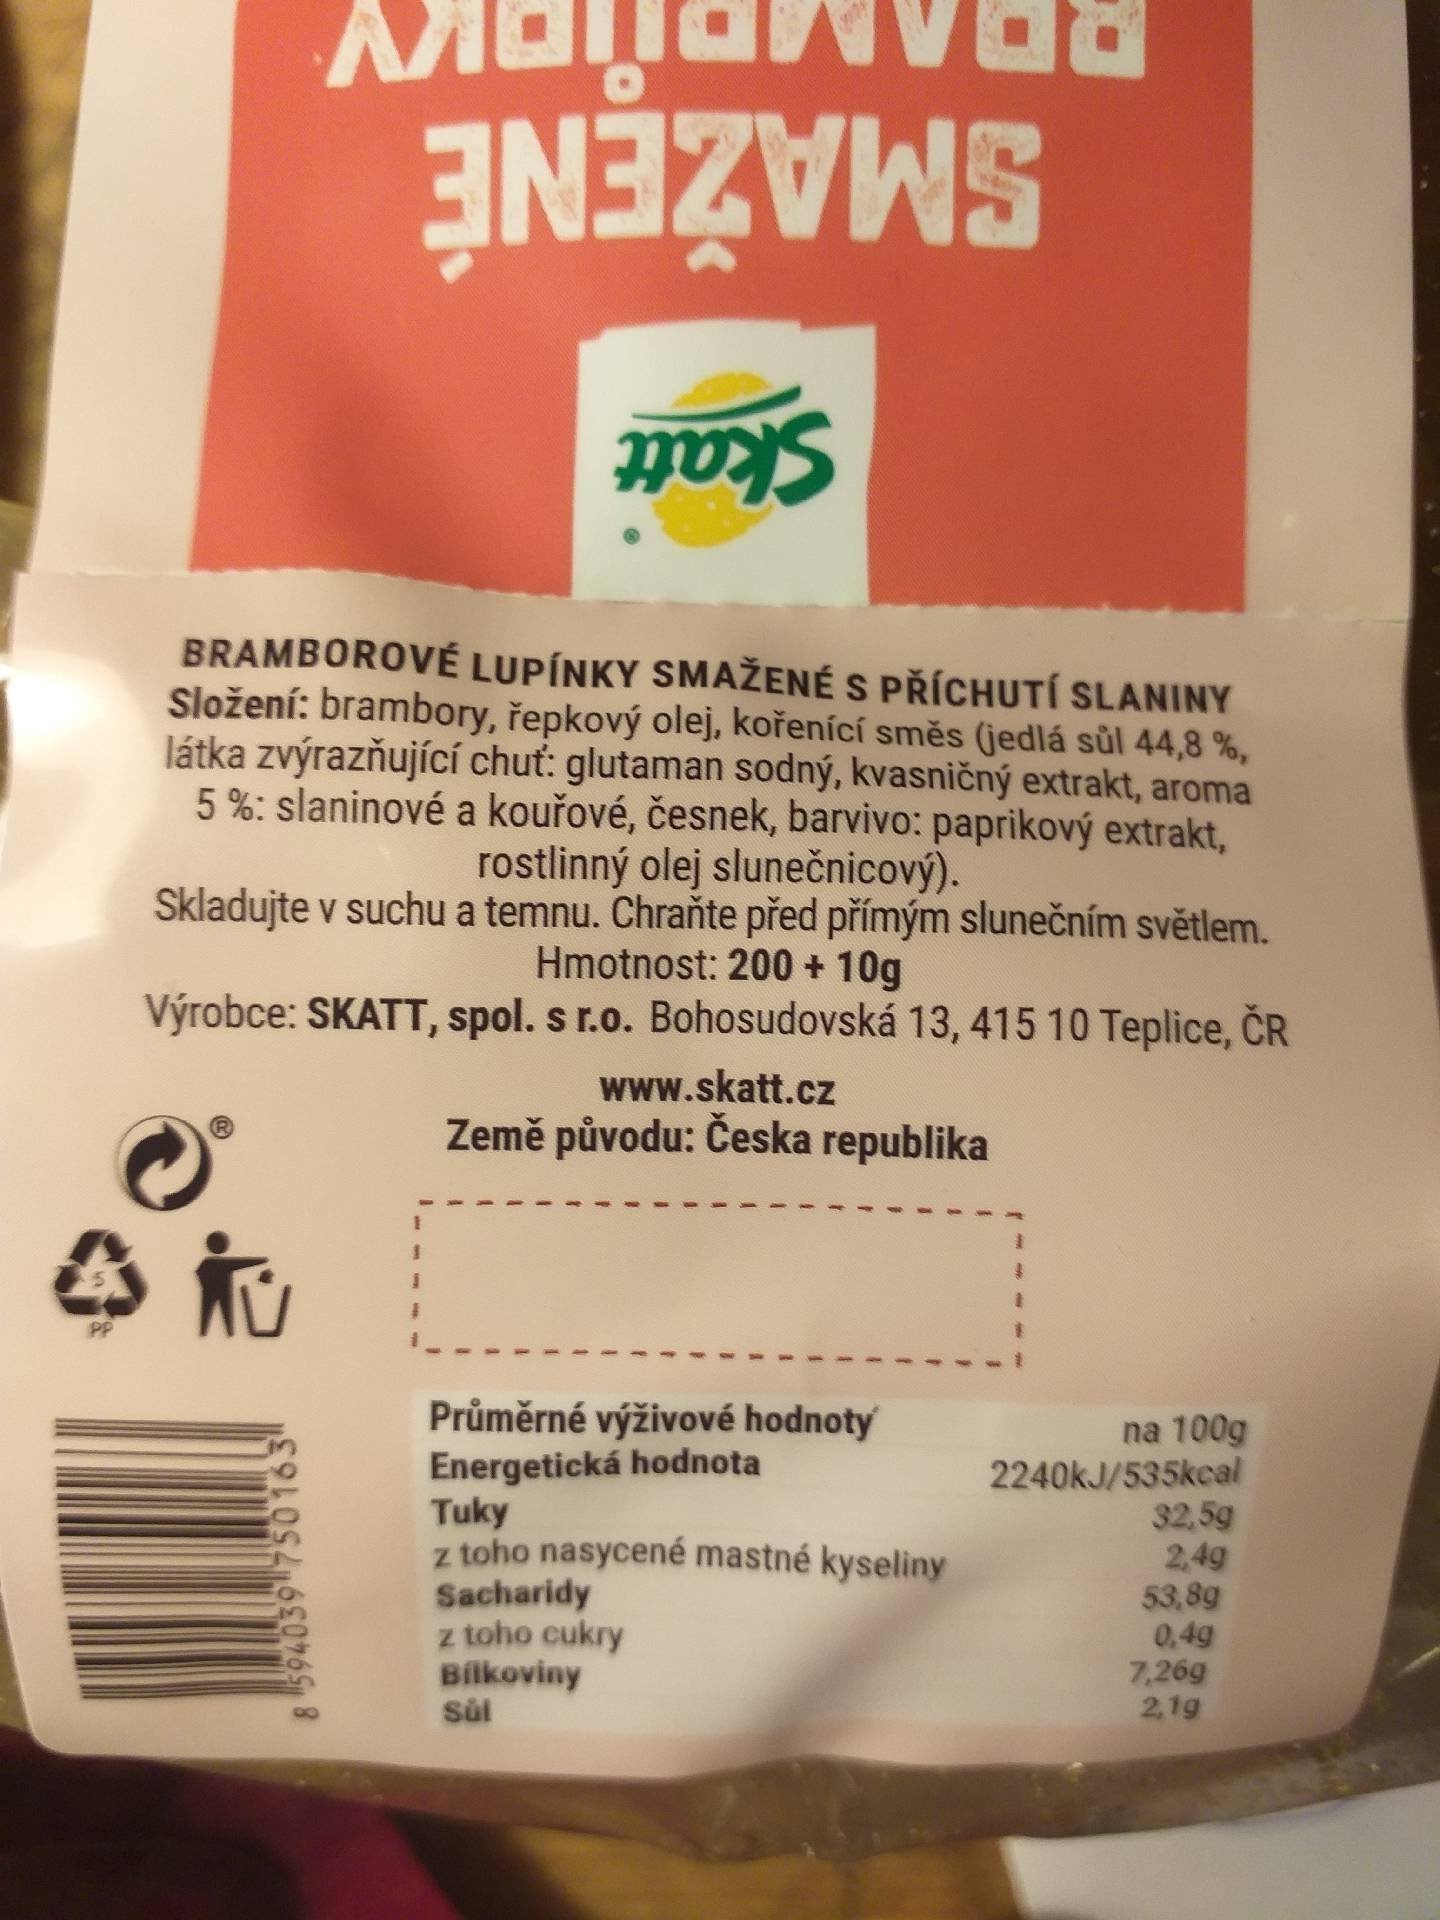 SMAŽENÉ
BRAMBŮRKY
Skatt
®
BRAMBOROVÉ LUPÍNKY SMAŽENÉ S PŘÍCHUTÍ SLANINY
Složení: brambory, řepkový olej, kořenící směs (jedlá sůl 44,8 %,
látka zvýrazňující chuť: glutaman sodný, kvasničný extrakt, aroma
5 %: slaninové a kouřové, česnek, barvivo: paprikový extrakt,
rostlinný olej slunečnicový).
Skladujte v suchu a temnu. Chraňte před přímým slunečním světlem.
Hmotnost: 200 + 10g
Výrobce: SKATT, spol. s r.o. Bohosudovská 13, 415 10 Teplice, ČR
www.skatt.cz
Země původu: Česka republika
®
5
PP
Průměrné výživové hodnoty na 100g
Energetická hodnota 2240kJ/535kcal
Tuky 32,5g
z toho nasycené mastné kyseliny 2,4g
Sacharidy 53,8g
z toho cukry 0,4g
Bílkoviny 7,26g
Sůl 2,1g
8 594039 750163